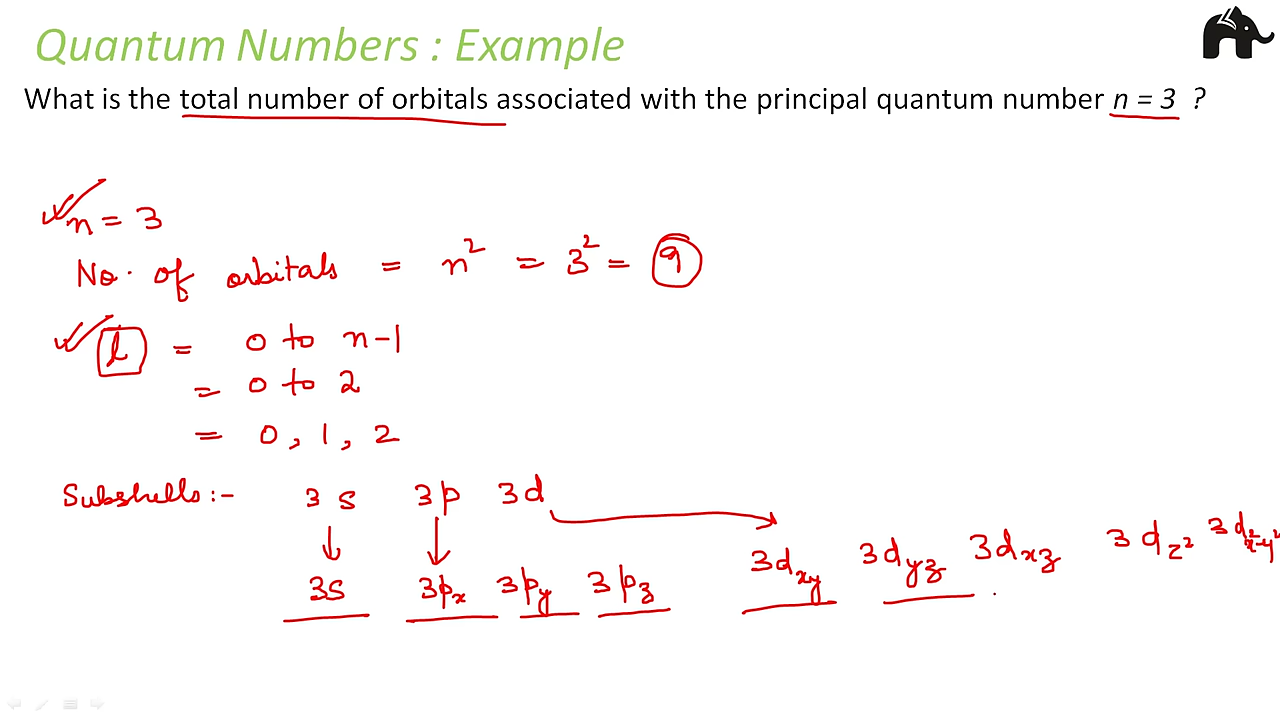 Quantum Numbers : Example
What is the total number of orbitals associated with the principal quantum number n = 3 ?
n = 3
No. of orbitals = n² = 3² = 9
l = 0 to n-1
= 0 to 2
= 0, 1, 2
Subshells:- 3s 3p 3d
3s 3px 3py 3pz 3dxy 3dyz 3dxz 3dz² 3dx²-y²